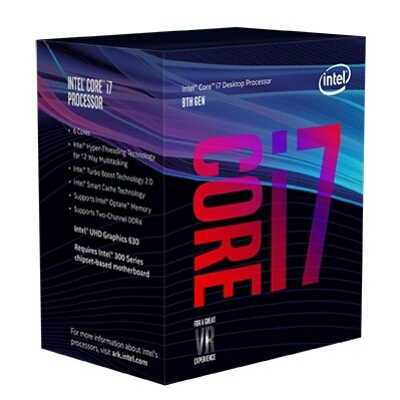 INTEL® CORE™ i7
PROCESSOR
• 6 Cores
• Intel® Hyper-Threading Technology
for 12 Way Multitasking
• Intel® Turbo Boost Technology 2.0
• Intel® Smart Cache Technology
• Supports Intel® Optane™ Memory
• Supports Two-Channel DDR4
Intel® UHD Graphics 630
Requires Intel® 300 Series
chipset-based motherboard
For more information about Intel's
processors, visit ark.intel.com
Intel® Core™ i7 Desktop Processor
8TH GEN
intel
CORE i7
FOR A GREAT
VR
EXPERIENCE